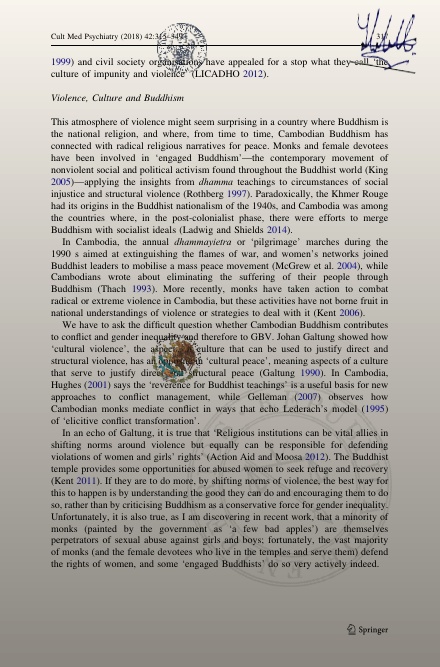 Cult Med Psychiatry (2018) 42:315–349
1999) and civil society organisations have appealed for a stop what they call 'the
culture of impunity and violence' (LICADHO 2012).
Violence, Culture and Buddhism
This atmosphere of violence might seem surprising in a country where Buddhism is
the national religion, and where, from time to time, Cambodian Buddhism has
connected with radical religious narratives for peace. Monks and female devotees
have been involved in 'engaged Buddhism'—the contemporary movement of
nonviolent social and political activism found throughout the Buddhist world (King
2005)—applying the insights from dhamma teachings to circumstances of social
injustice and structural violence (Rothberg 1997). Paradoxically, the Khmer Rouge
had its origins in the Buddhist nationalism of the 1940s, and Cambodia was among
the countries where, in the post-colonialist phase, there were efforts to merge
Buddhism with socialist ideals (Ladwig and Shields 2014).
In Cambodia, the annual dhammayietra or 'pilgrimage' marches during the
1990 s aimed at extinguishing the flames of war, and women's networks joined
Buddhist leaders to mobilise a mass peace movement (McGrew et al. 2004), while
Cambodians wrote about eliminating the suffering of their people through
Buddhism (Thach 1993). More recently, monks have taken action to combat
radical or extreme violence in Cambodia, but these activities have not borne fruit in
national understandings of violence or strategies to deal with it (Kent 2006).
We have to ask the difficult question whether Cambodian Buddhism contributes
to conflict and gender inequality and therefore to GBV. Johan Galtung showed how
'cultural violence', the aspects of culture that can be used to justify direct and
structural violence, has an 'cultural peace', meaning aspects of a culture
that serve to justify direct and structural peace (Galtung 1990). In Cambodia,
Hughes (2001) says the 'reverence for Buddhist teachings' is a useful basis for new
approaches to conflict management, while Gelleman (2007) observes how
Cambodian monks mediate conflict in ways that echo Lederach's model (1995)
of 'elicitive conflict transformation'.
In an echo of Galtung, it is true that 'Religious institutions can be vital allies in
shifting norms around violence but equally can be responsible for defending
violations of women and girls' rights' (Action Aid and Moosa 2012). The Buddhist
temple provides some opportunities for abused women to seek refuge and recovery
(Kent 2011). If they are to do more, by shifting norms of violence, the best way for
this to happen is by understanding the good they can do and encouraging them to do
so, rather than by criticising Buddhism as a conservative force for gender inequality.
Unfortunately, it is also true, as I am discovering in recent work, that a minority of
monks (painted by the government as 'a few bad apples') are themselves
perpetrators of sexual abuse against girls and boys; fortunately, the vast majority
of monks (and the female devotees who live in the temples and serve them) defend
the rights of women, and some 'engaged Buddhists' do so very actively indeed.
Springer